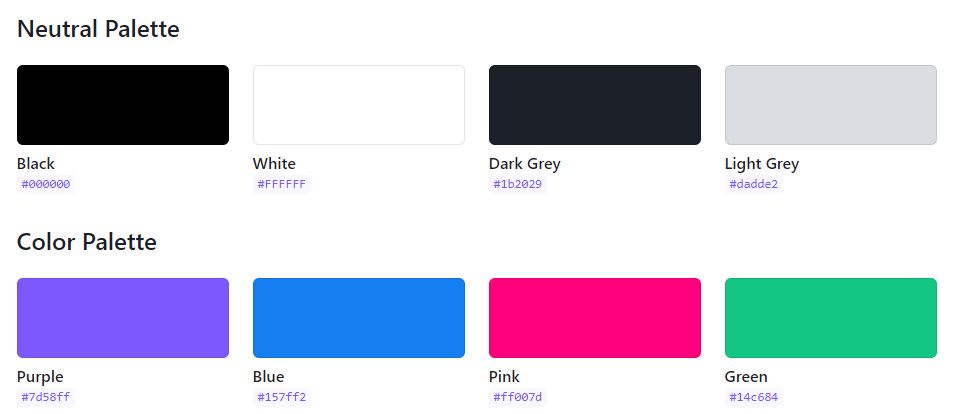 Neutral Palette
Black
White
Dark Grey
Light Grey
#000000
#FFFFFF
#1b2029
#dadde2
Color Palette
Purple
Blue
Pink
Green
#7d58ff
#157ff2
#ff007d
#14c684